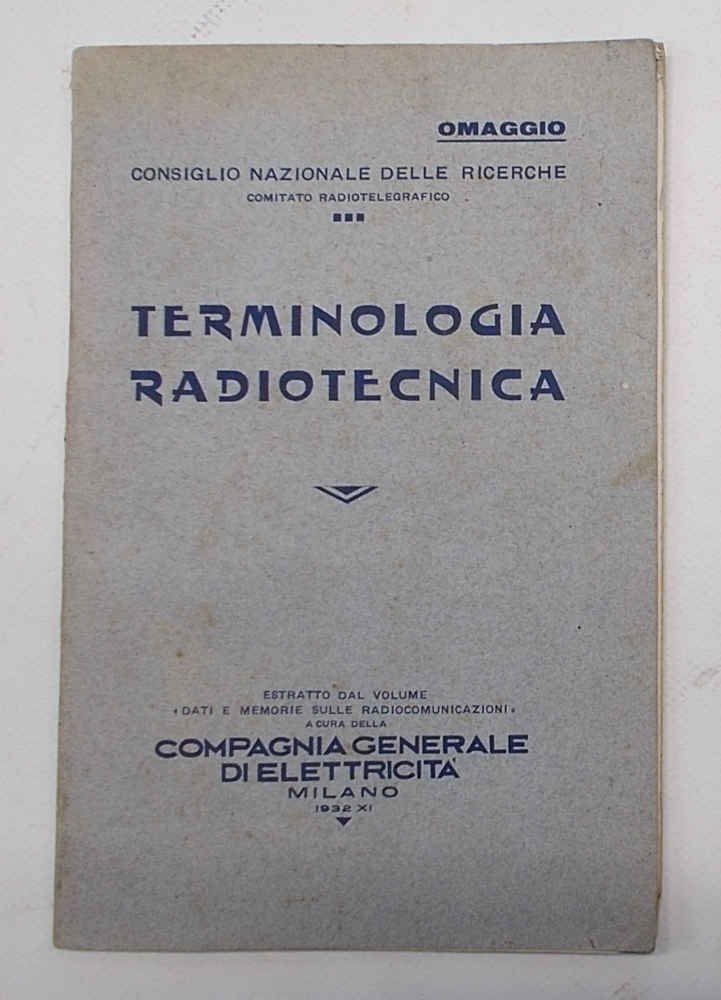 OMAGGIO
CONSIGLIO NAZIONALE DELLE RICERCHE
COMITATO RADIOTELEGRAFICO
TERMINOLOGIA
RADIOTECNICA
ESTRATTO DAL VOLUME
«DATI E MEMORIE SULLE RADIOCOMUNICAZIONI»
A CURA DELLA
COMPAGNIA GENERALE
DI ELETTRICITÀ
MILANO
1932 XI